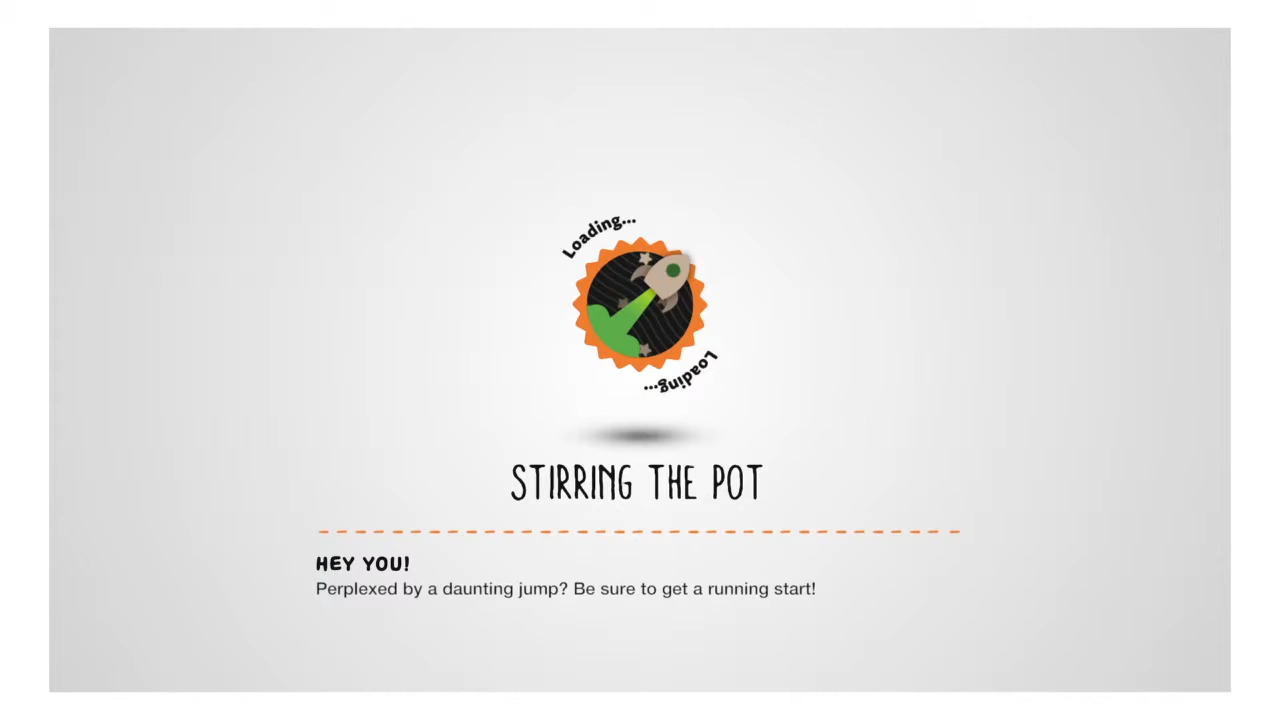 Loading...
Loading...
STIRRING THE POT
HEY YOU!
Perplexed by a daunting jump? Be sure to get a running start!